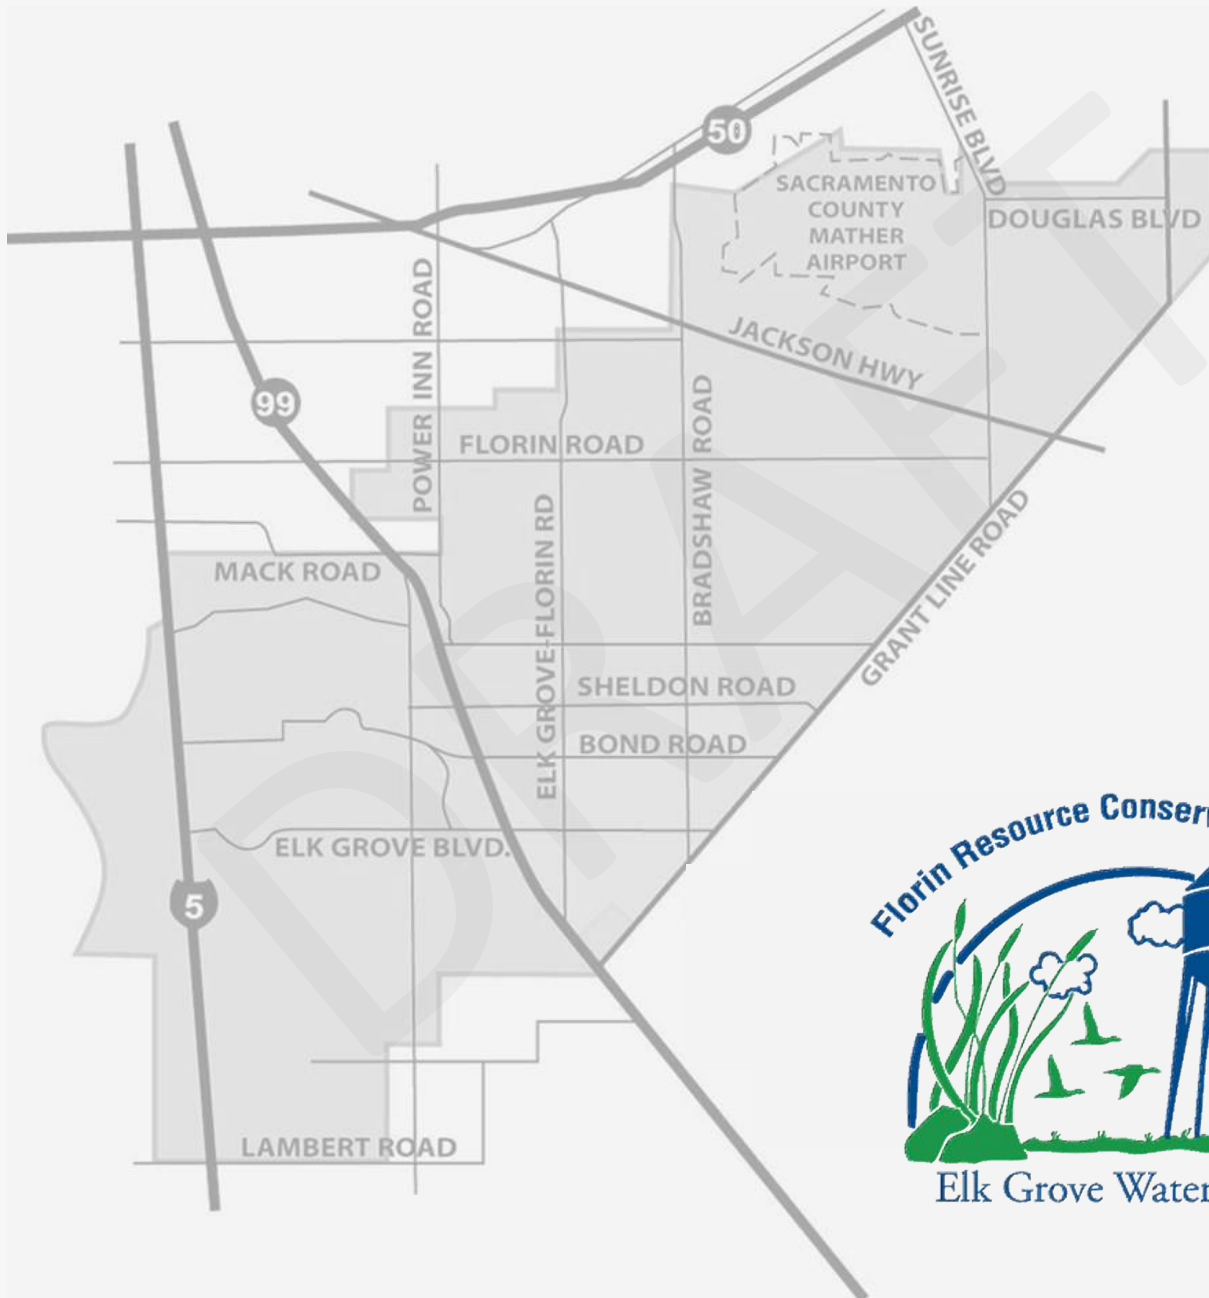 50
SUNRISE BLVD
SACRAMENTO
COUNTY
MATHER
AIRPORT
DOUGLAS BLVD
POWER INN ROAD
JACKSON HWY
99
FLORIN ROAD
BRADSHAW ROAD
ELK GROVE-FLORIN RD
GRANT LINE ROAD
MACK ROAD
SHELDON ROAD
BOND ROAD
ELK GROVE BLVD.
5
LAMBERT ROAD
DRAFT
Florin Resource Conserv
Elk Grove Water